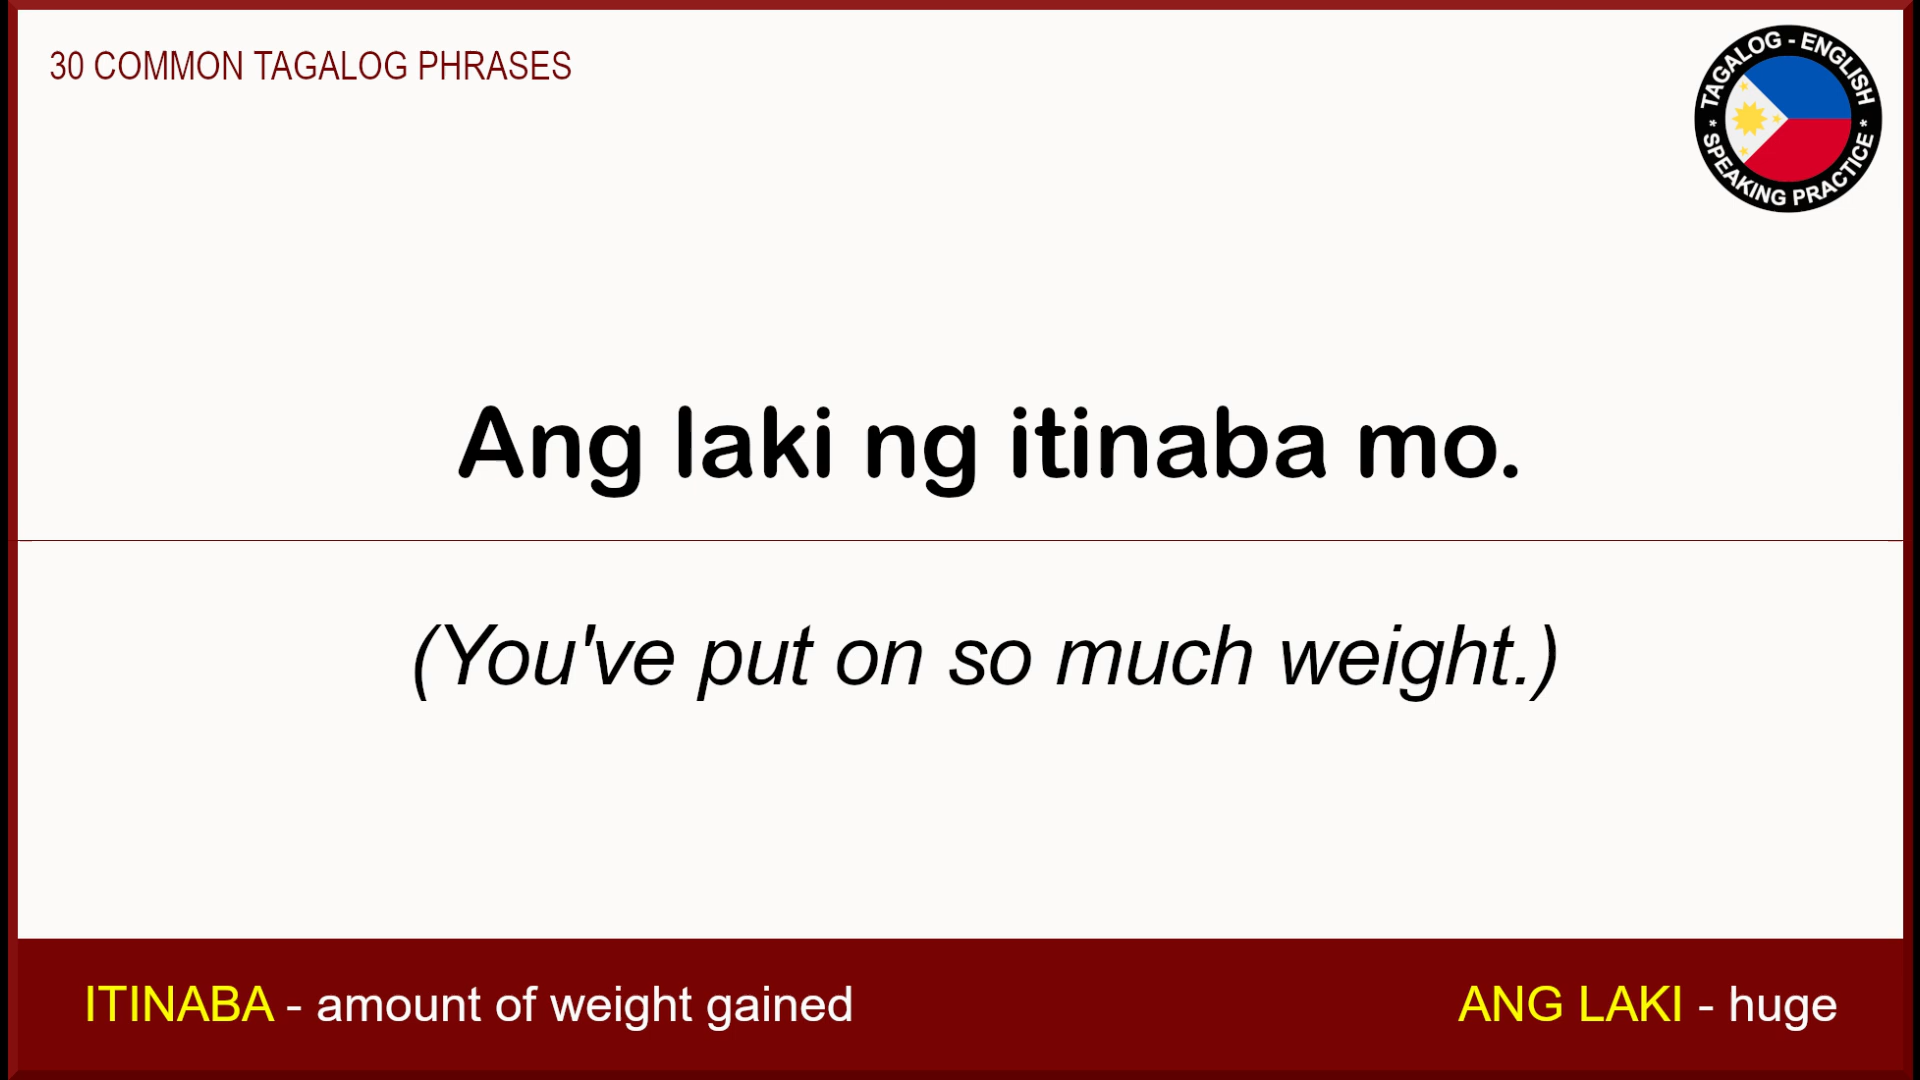 30 COMMON TAGALOG PHRASES
TAGALOG - ENGLISH
* SPEAKING PRACTICE *
Ang laki ng itinaba mo.
(You've put on so much weight.)
ITINABA - amount of weight gained
ANG LAKI - huge